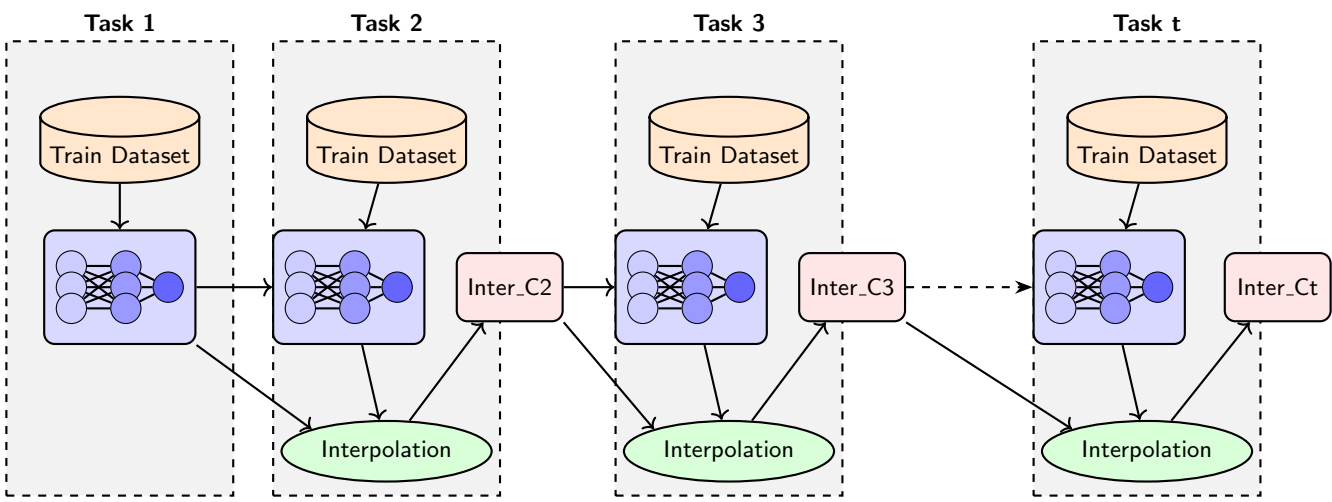 Task 1
Task 2
Task 3
Task t
Train Dataset
Train Dataset
Train Dataset
Train Dataset
Inter_C2
Inter_C3
Inter_Ct
Interpolation
Interpolation
Interpolation